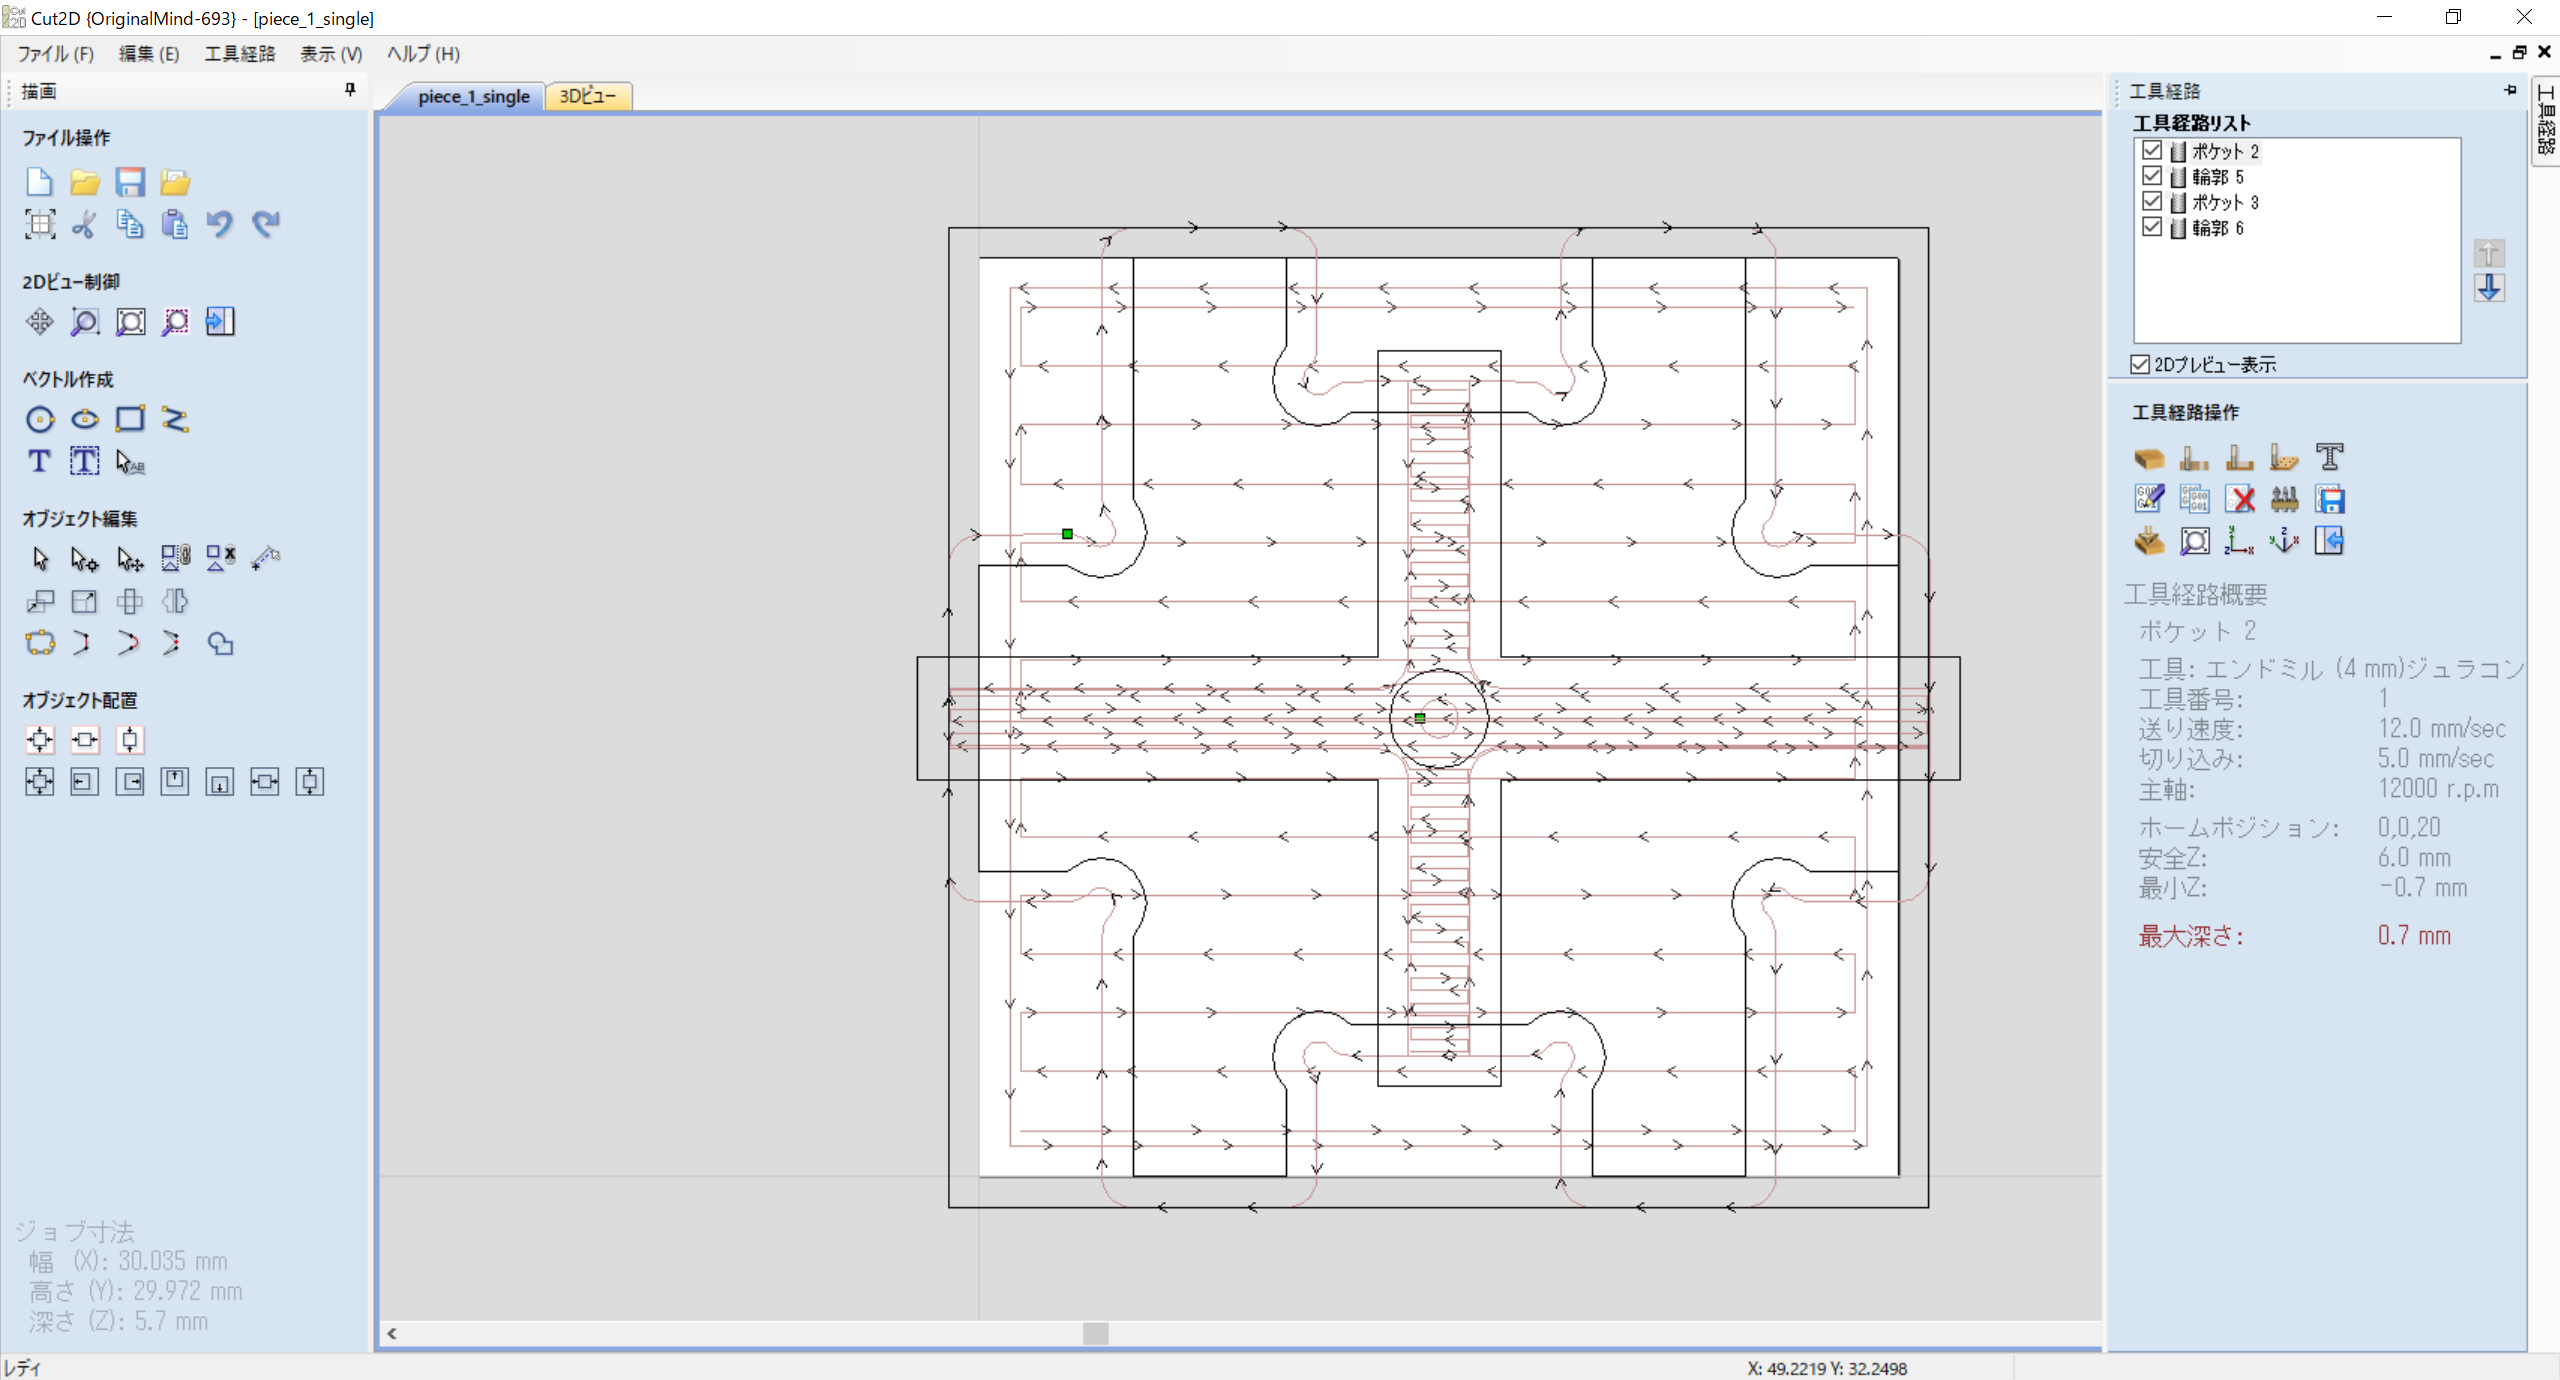 Cut2D {OriginalMind-693} - [piece_1_single]
ファイル (F) 編集 (E) 工具経路 表示 (V) ヘルプ (H)
描画
ファイル操作
2Dビュー制御
ベクトル作成
オブジェクト編集
オブジェクト配置
ジョブ寸法
幅 (X): 30.035 mm
高さ (Y): 29.972 mm
深さ (Z): 5.7 mm
piece_1_single 3Dビュー
工具経路
工具経路リスト
ポケット 2
輪郭 5
ポケット 3
輪郭 6
2Dプレビュー表示
工具経路操作
工具経路概要
ポケット 2
工具: エンドミル (4 mm)ジュラコン
工具番号: 1
送り速度: 12.0 mm/sec
切り込み: 5.0 mm/sec
主軸: 12000 r.p.m
ホームポジション: 0,0,20
安全Z: 6.0 mm
最小Z: -0.7 mm
最大深さ: 0.7 mm
工具経路
レディ
X: 49.2219 Y: 32.2498